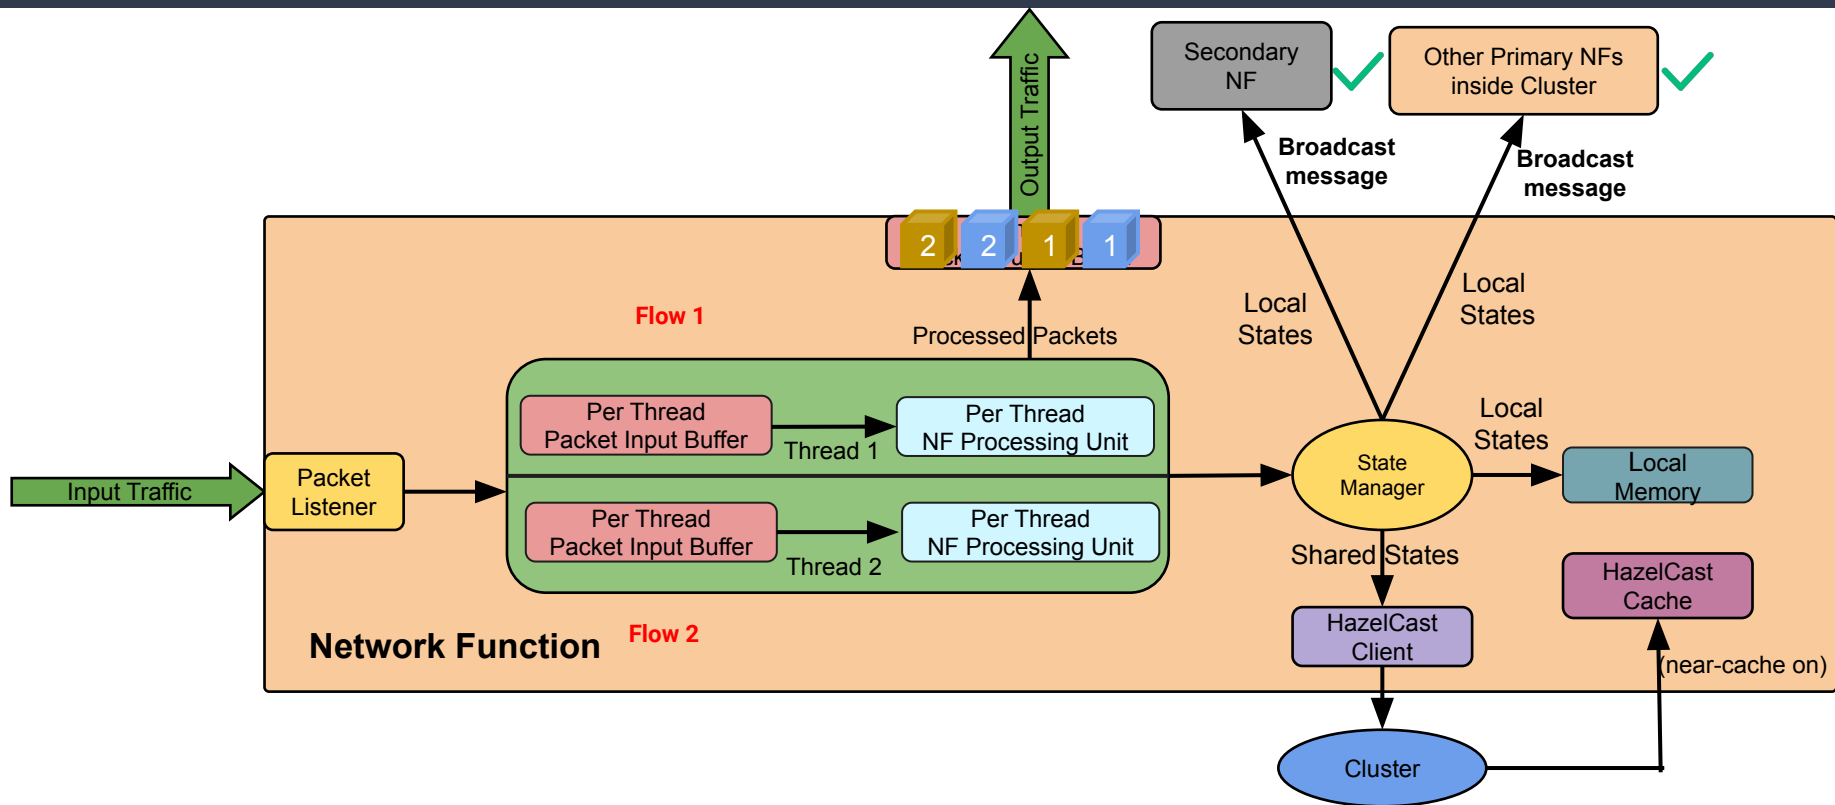 Secondary
NF
Other Primary NFs
inside Cluster
Output Traffic
Broadcast
message
Broadcast
message
2
2
1
1
Local
States
Local
States
Flow 1
Processed Packets
Per Thread
Packet Input Buffer
Thread 1
Per Thread
NF Processing Unit
Local
States
Input Traffic
Packet
Listener
State
Manager
Local
Memory
Per Thread
Packet Input Buffer
Thread 2
Per Thread
NF Processing Unit
Shared States
HazelCast
Cache
Network Function
Flow 2
HazelCast
Client
(near-cache on)
Cluster